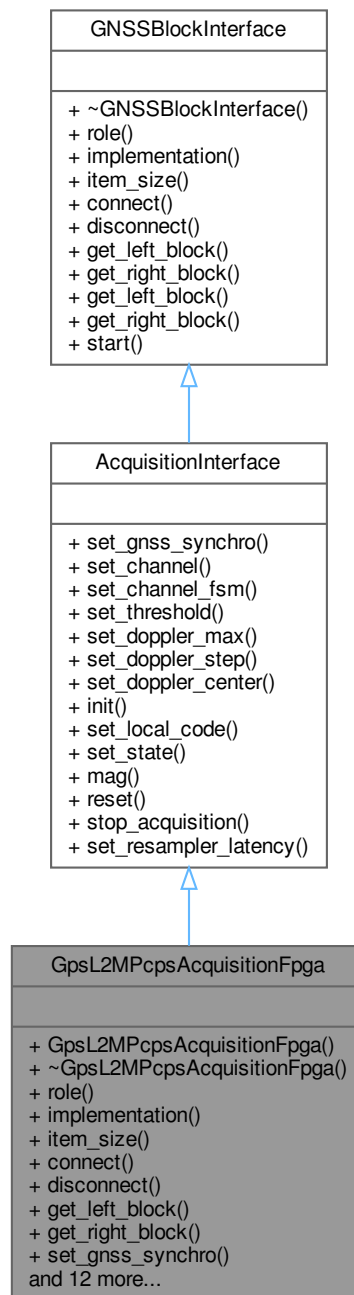 GNSSBlockInterface
+ ~GNSSBlockInterface()
+ role()
+ implementation()
+ item_size()
+ connect()
+ disconnect()
+ get_left_block()
+ get_right_block()
+ get_left_block()
+ get_right_block()
+ start()
AcquisitionInterface
+ set_gnss_synchro()
+ set_channel()
+ set_channel_fsm()
+ set_threshold()
+ set_doppler_max()
+ set_doppler_step()
+ set_doppler_center()
+ init()
+ set_local_code()
+ set_state()
+ mag()
+ reset()
+ stop_acquisition()
+ set_resampler_latency()
GpsL2MPcpsAcquisitionFpga
+ GpsL2MPcpsAcquisitionFpga()
+ ~GpsL2MPcpsAcquisitionFpga()
+ role()
+ implementation()
+ item_size()
+ connect()
+ disconnect()
+ get_left_block()
+ get_right_block()
+ set_gnss_synchro()
and 12 more...